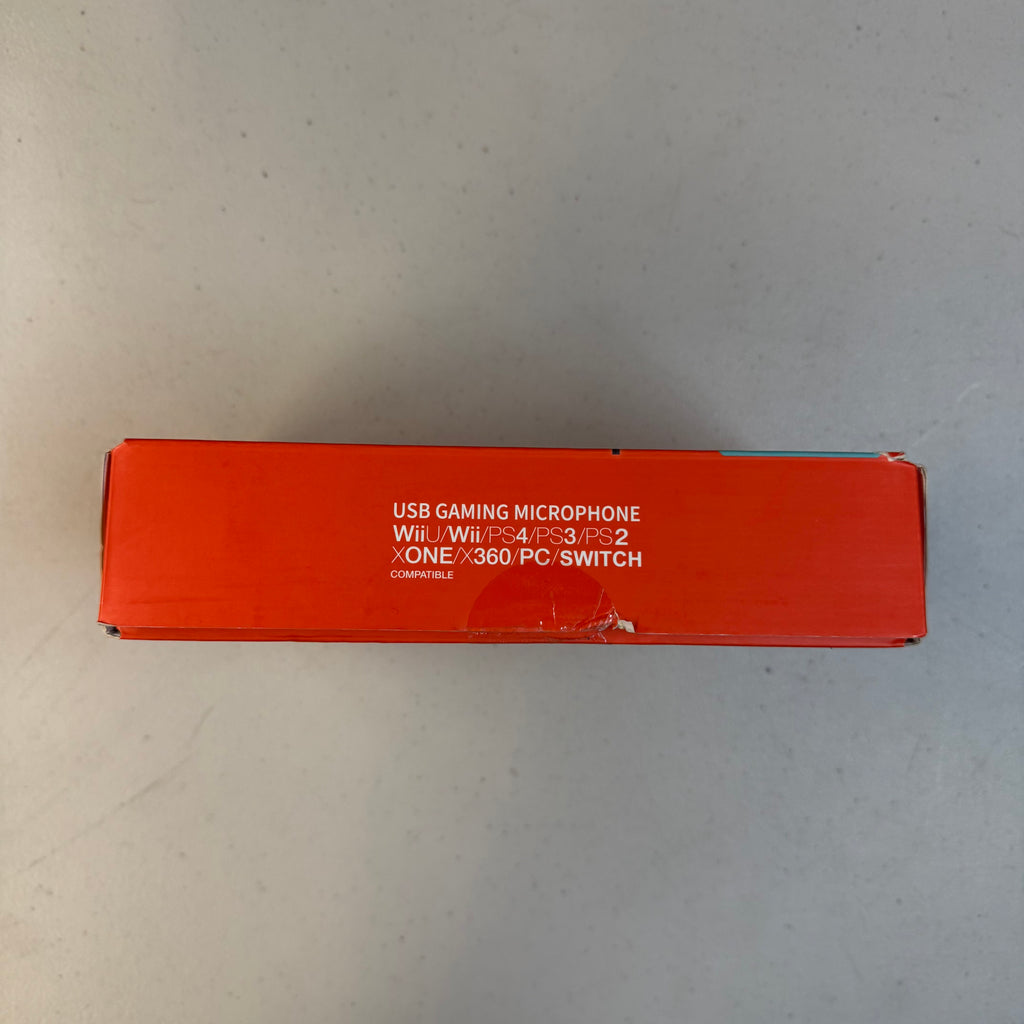 USB GAMING MICROPHONE
WiiU/Wii/PS4/PS3/PS2
XONE/X360/PC/SWITCH
COMPATIBLE